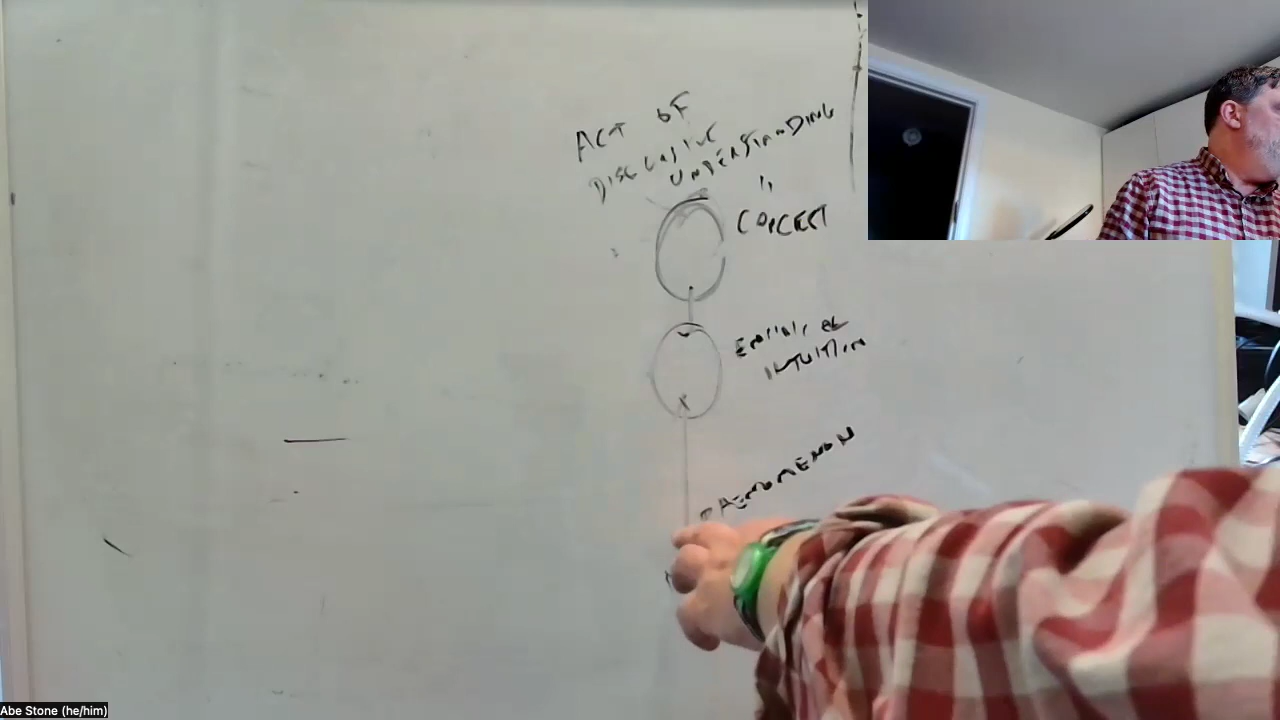 ACT OF
DISCURSIVE
UNDERSTANDING
"
CONCEPT
EMPIRICAL
INTUITION
PHENOMENON
Abe Stone (he/him)